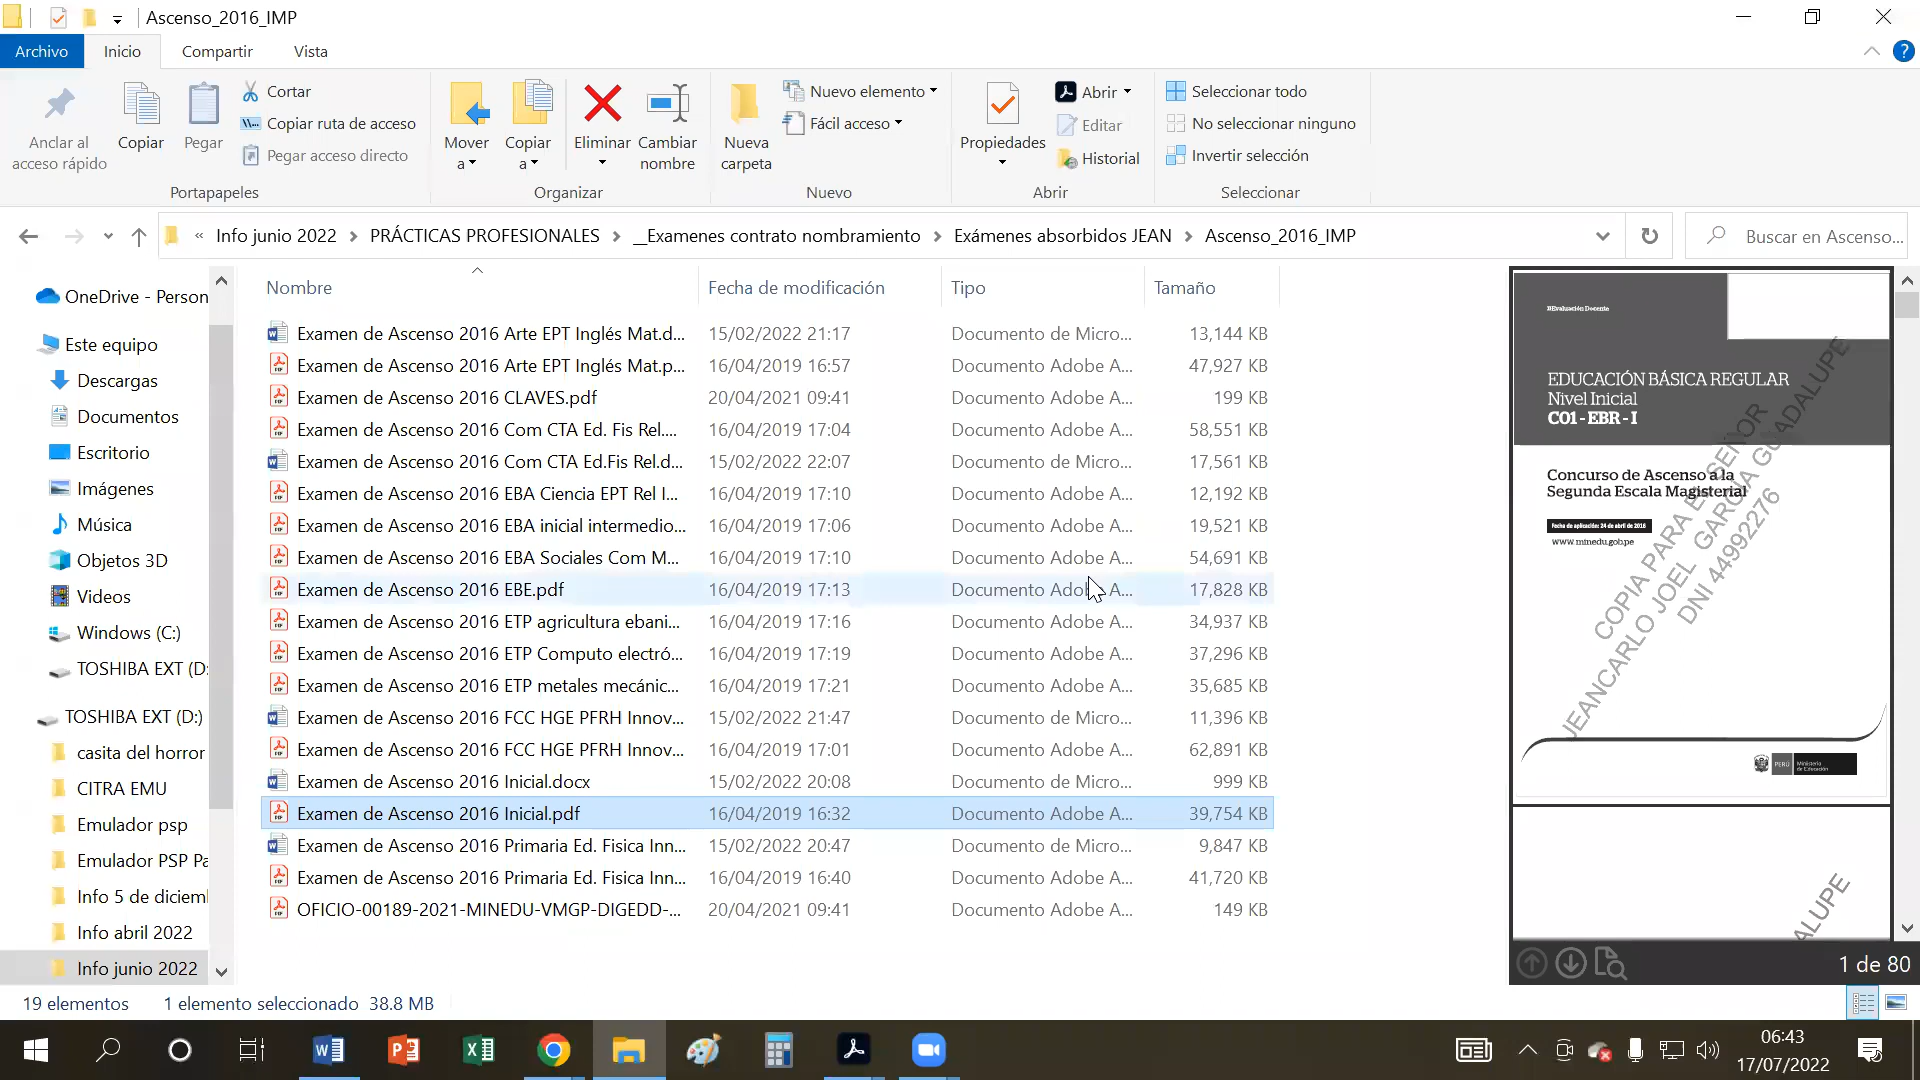 Ascenso_2016_IMP
Archivo Inicio Compartir Vista
Anclar al acceso rápido
Copiar
Pegar
Cortar
Copiar ruta de acceso
Pegar acceso directo
Portapapeles
Mover a
Copiar a
Eliminar
Cambiar nombre
Organizar
Nueva carpeta
Nuevo elemento
Fácil acceso
Nuevo
Propiedades
Abrir
Editar
Historial
Abrir
Seleccionar todo
No seleccionar ninguno
Invertir selección
Seleccionar
« Info junio 2022 > PRÁCTICAS PROFESIONALES > __Examenes contrato nombramiento > Exámenes absorbidos JEAN > Ascenso_2016_IMP
Buscar en Ascenso...
OneDrive - Person
Este equipo
Descargas
Documentos
Escritorio
Imágenes
Música
Objetos 3D
Videos
Windows (C:)
TOSHIBA EXT (D:
TOSHIBA EXT (D:)
casita del horror
CITRA EMU
Emulador psp
Emulador PSP Pa
Info 5 de diciem
Info abril 2022
Info junio 2022
Nombre Fecha de modificación Tipo Tamaño
Examen de Ascenso 2016 Arte EPT Inglés Mat.d... 15/02/2022 21:17 Documento de Micro... 13,144 KB
Examen de Ascenso 2016 Arte EPT Inglés Mat.p... 16/04/2019 16:57 Documento Adobe A... 47,927 KB
Examen de Ascenso 2016 CLAVES.pdf 20/04/2021 09:41 Documento Adobe A... 199 KB
Examen de Ascenso 2016 Com CTA Ed. Fis Rel.... 16/04/2019 17:04 Documento Adobe A... 58,551 KB
Examen de Ascenso 2016 Com CTA Ed.Fis Rel.d... 15/02/2022 22:07 Documento de Micro... 17,561 KB
Examen de Ascenso 2016 EBA Ciencia EPT Rel I... 16/04/2019 17:10 Documento Adobe A... 12,192 KB
Examen de Ascenso 2016 EBA inicial intermedio... 16/04/2019 17:06 Documento Adobe A... 19,521 KB
Examen de Ascenso 2016 EBA Sociales Com M... 16/04/2019 17:10 Documento Adobe A... 54,691 KB
Examen de Ascenso 2016 EBE.pdf 16/04/2019 17:13 Documento Adobe A... 17,828 KB
Examen de Ascenso 2016 ETP agricultura ebani... 16/04/2019 17:16 Documento Adobe A... 34,937 KB
Examen de Ascenso 2016 ETP Computo electró... 16/04/2019 17:19 Documento Adobe A... 37,296 KB
Examen de Ascenso 2016 ETP metales mecánic... 16/04/2019 17:21 Documento Adobe A... 35,685 KB
Examen de Ascenso 2016 FCC HGE PFRH Innov... 15/02/2022 21:47 Documento de Micro... 11,396 KB
Examen de Ascenso 2016 FCC HGE PFRH Innov... 16/04/2019 17:01 Documento Adobe A... 62,891 KB
Examen de Ascenso 2016 Inicial.docx 15/02/2022 20:08 Documento de Micro... 999 KB
Examen de Ascenso 2016 Inicial.pdf 16/04/2019 16:32 Documento Adobe A... 39,754 KB
Examen de Ascenso 2016 Primaria Ed. Fisica Inn... 15/02/2022 20:47 Documento de Micro... 9,847 KB
Examen de Ascenso 2016 Primaria Ed. Fisica Inn... 16/04/2019 16:40 Documento Adobe A... 41,720 KB
OFICIO-00189-2021-MINEDU-VMGP-DIGEDD-... 20/04/2021 09:41 Documento Adobe A... 149 KB
#Evaluación Docente
EDUCACIÓN BÁSICA REGULAR
Nivel Inicial
C01 - EBR - I
Concurso de Ascenso a la
Segunda Escala Magisterial
Fecha de aplicación: 24 de abril de 2016
www.minedu.gob.pe
COPIA PARA EL SEÑOR
JEANCARLO JOEL GARCÍA GUADALUPE
DNI 44992276
PERÚ Ministerio de Educación
ALUPE
1 de 80
19 elementos 1 elemento seleccionado 38.8 MB
06:43
17/07/2022